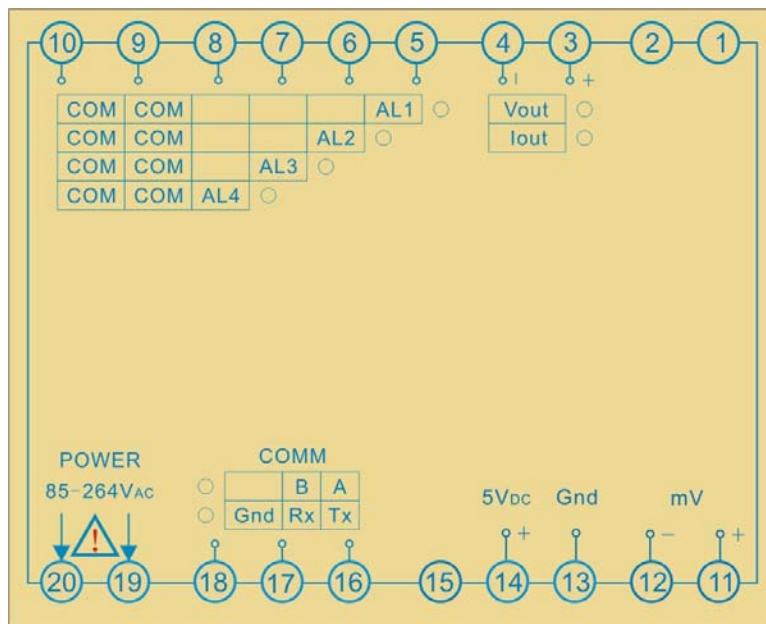 10 9 8 7 6 5 4 3 2 1
- +
COM COM AL1 Vout
COM COM AL2 Iout
COM COM AL3
COM COM AL4
POWER COMM
85-264VAC B A 5VDC Gnd mV
Gnd Rx Tx
+ - +
20 19 18 17 16 15 14 13 12 11